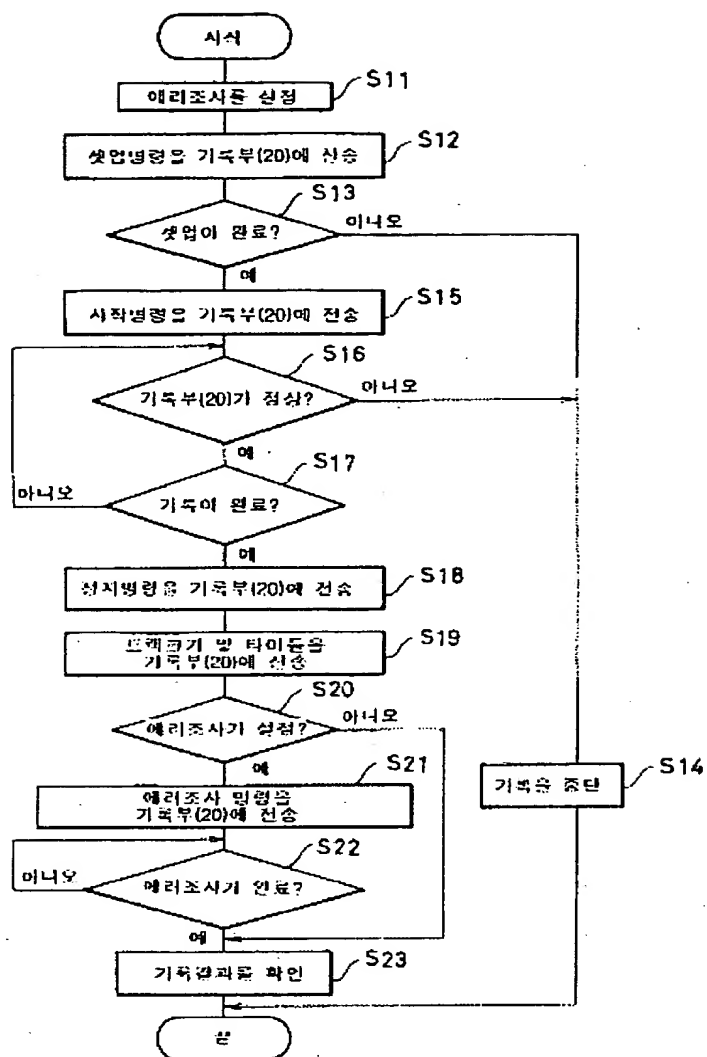 시작
S11
에러조사를 설정
S12
셋업명령을 기록부(20)에 전송
S13
셋업이 완료?
아니오
예
S15
시작명령을 기록부(20)에 전송
S16
기록부(20)가 정상?
아니오
예
S17
기록이 완료?
아니오
예
S18
정지명령을 기록부(20)에 전송
S19
트랙크기 및 타이틀을
기록부(20)에 전송
S20
에러조사가 설정?
아니오
예
S21
에러조사 명령을
기록부(20)에 전송
S14
기록을 중단
S22
에러조사가 완료?
아니오
예
S23
기록결과를 확인
끝